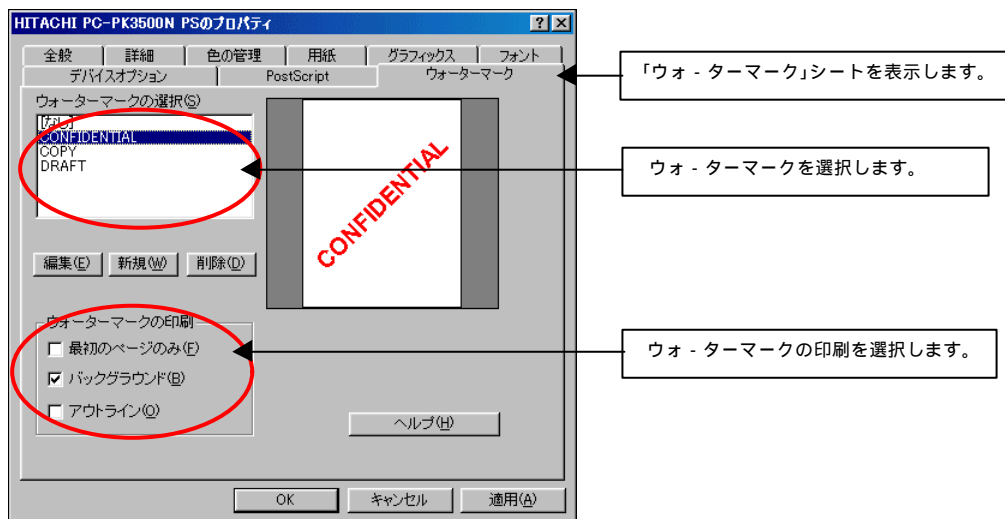 HITACHI PC-PK3500N PSのプロパティ
全般 詳細 色の管理 用紙 グラフィックス フォント
デバイスオプション PostScript ウォーターマーク
ウォーターマークの選択(S)
[なし]
CONFIDENTIAL
COPY
DRAFT
CONFIDENTIAL
編集(E) 新規(W) 削除(D)
ウォーターマークの印刷
最初のページのみ(F)
バックグラウンド(B)
アウトライン(O)
ヘルプ(H)
OK キャンセル 適用(A)
「ウォ - ターマーク」シートを表示します。
ウォ - ターマークを選択します。
ウォ - ターマークの印刷を選択します。